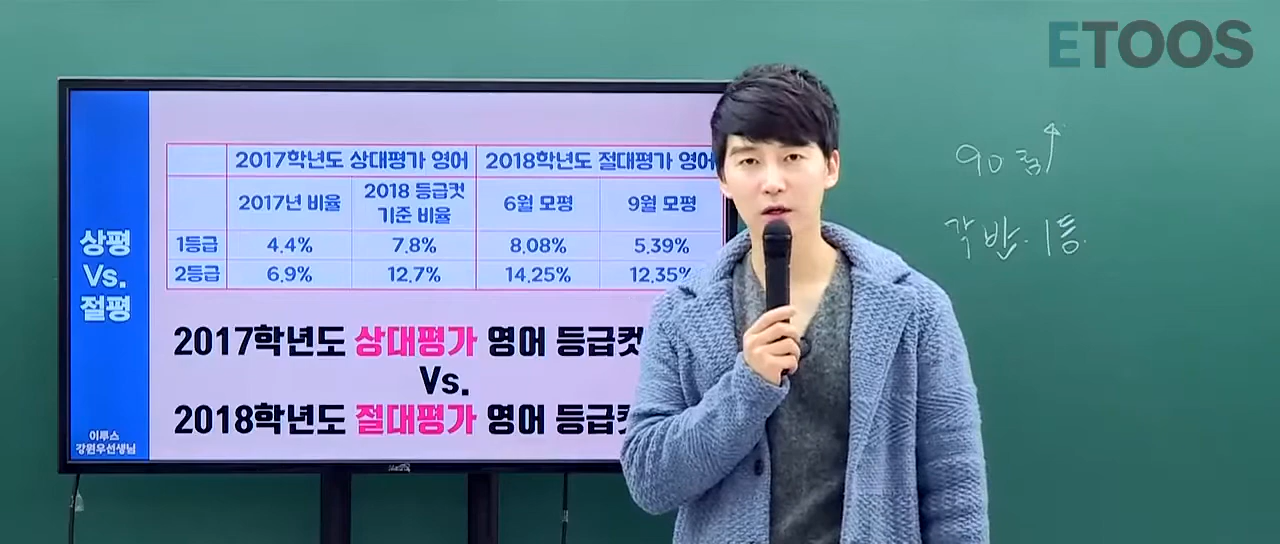 ETOOS
상평
Vs.
절평
이투스
강원우선생님
2017학년도 상대평가 영어 2018학년도 절대평가 영어
2017년 비율 2018 등급컷 기준 비율 6월 모평 9월 모평
1등급 4.4% 7.8% 8.08% 5.39%
2등급 6.9% 12.7% 14.25% 12.35%
2017학년도 상대평가 영어 등급컷
Vs.
2018학년도 절대평가 영어 등급컷
90점
각 반 1등